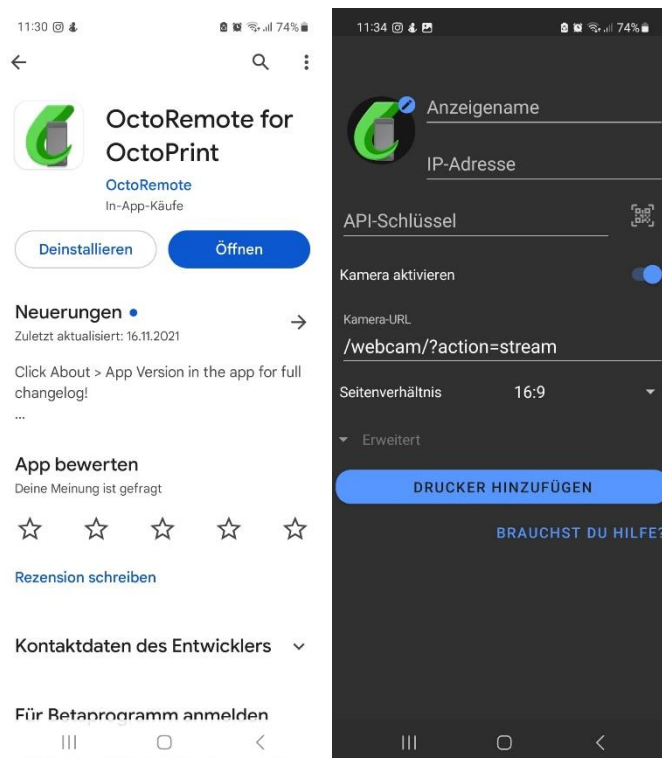 11:30
74%
OctoRemote for
OctoPrint
OctoRemote
In-App-Käufe
Deinstallieren
Öffnen
Neuerungen
Zuletzt aktualisiert: 16.11.2021
Click About > App Version in the app for full
changelog!
...
App bewerten
Deine Meinung ist gefragt
Rezension schreiben
Kontaktdaten des Entwicklers
Für Betaprogramm anmelden
11:34
74%
Anzeigename
IP-Adresse
API-Schlüssel
Kamera aktivieren
Kamera-URL
/webcam/?action=stream
Seitenverhältnis 16:9
Erweitert
DRUCKER HINZUFÜGEN
BRAUCHST DU HILFE?